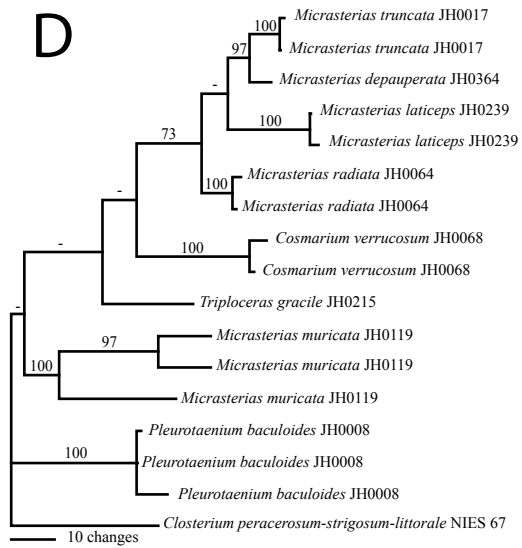 D
100 Micrasterias truncata JH0017
97 Micrasterias truncata JH0017
Micrasterias depauperata JH0364
-
100 Micrasterias laticeps JH0239
73 Micrasterias laticeps JH0239
100 Micrasterias radiata JH0064
- Micrasterias radiata JH0064
100 Cosmarium verrucosum JH0068
- Cosmarium verrucosum JH0068
Triploceras gracile JH0215
-
97 Micrasterias muricata JH0119
100 Micrasterias muricata JH0119
Micrasterias muricata JH0119
Pleurotaenium baculoides JH0008
100 Pleurotaenium baculoides JH0008
Pleurotaenium baculoides JH0008
Closterium peracerosum-strigosum-littorale NIES 67
10 changes